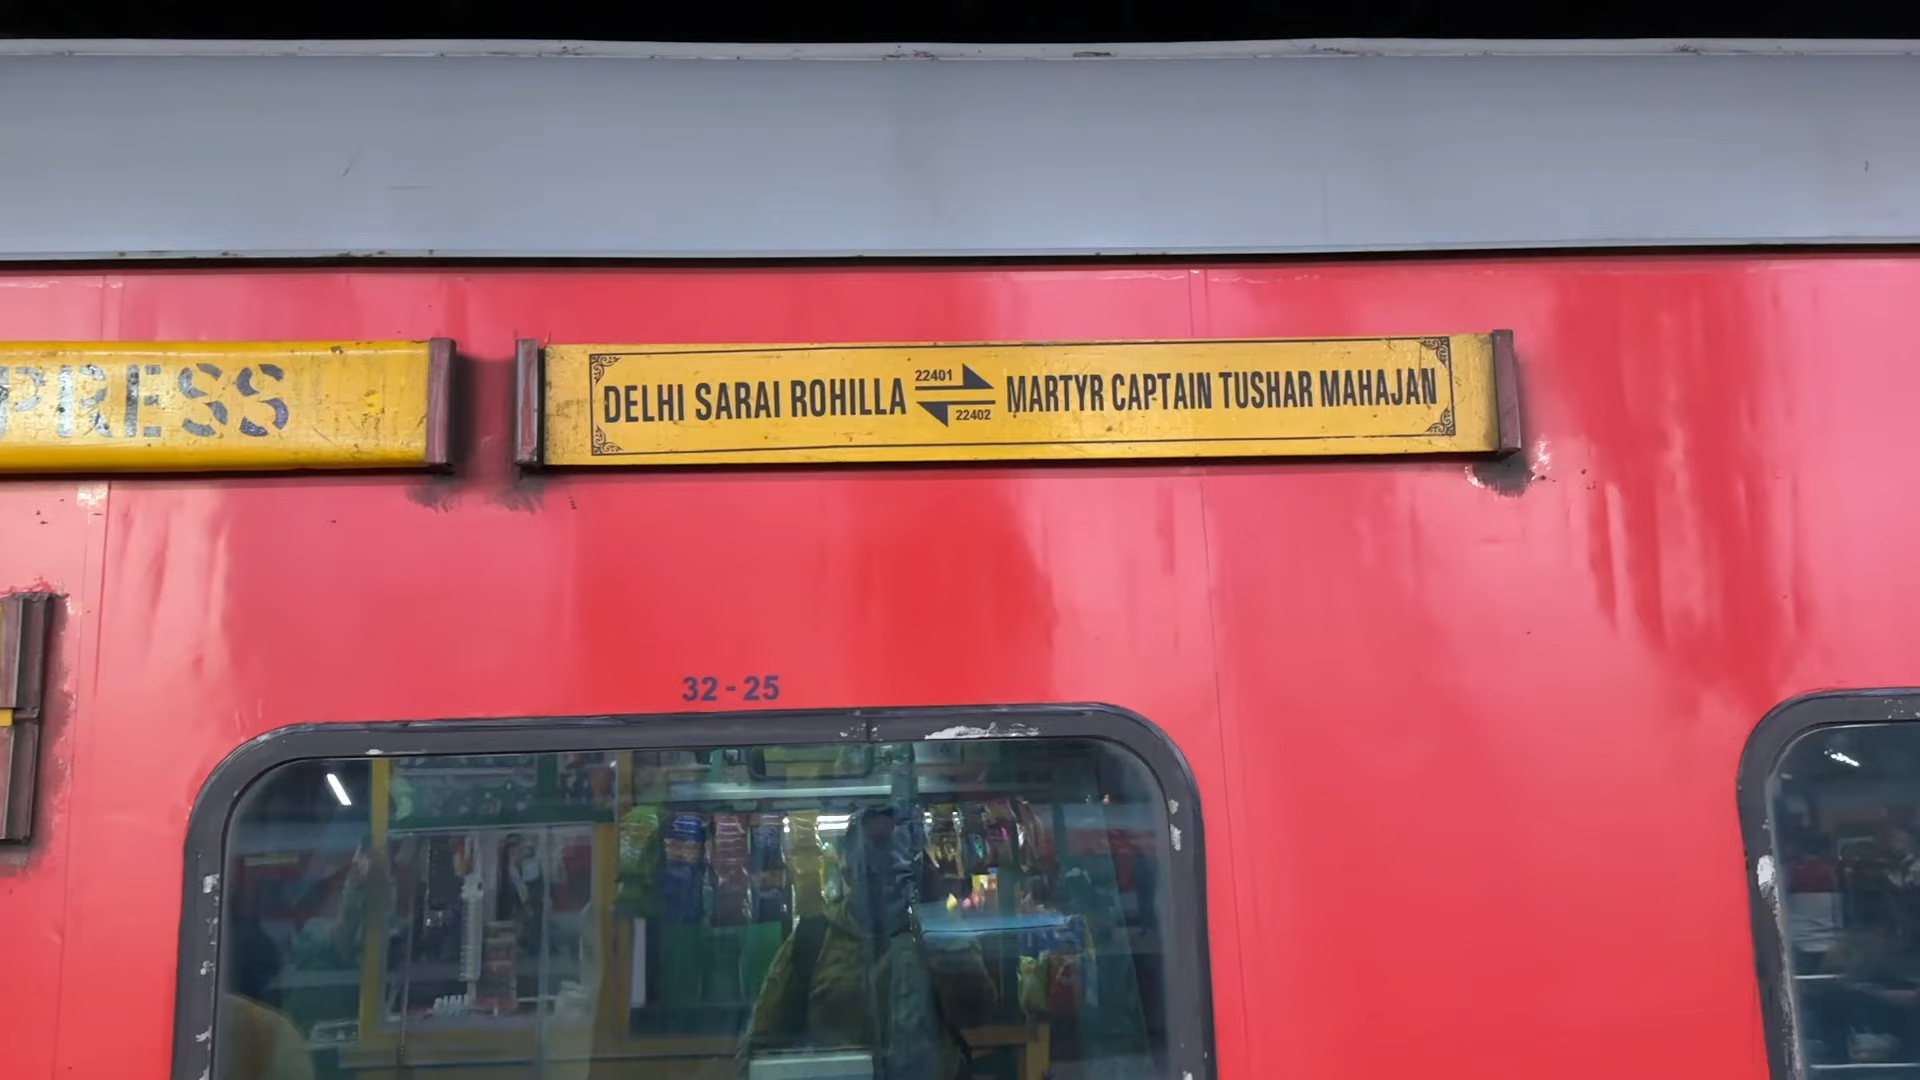 PRESS
DELHI SARAI ROHILLA 22401 22402 MARTYR CAPTAIN TUSHAR MAHAJAN
32-25